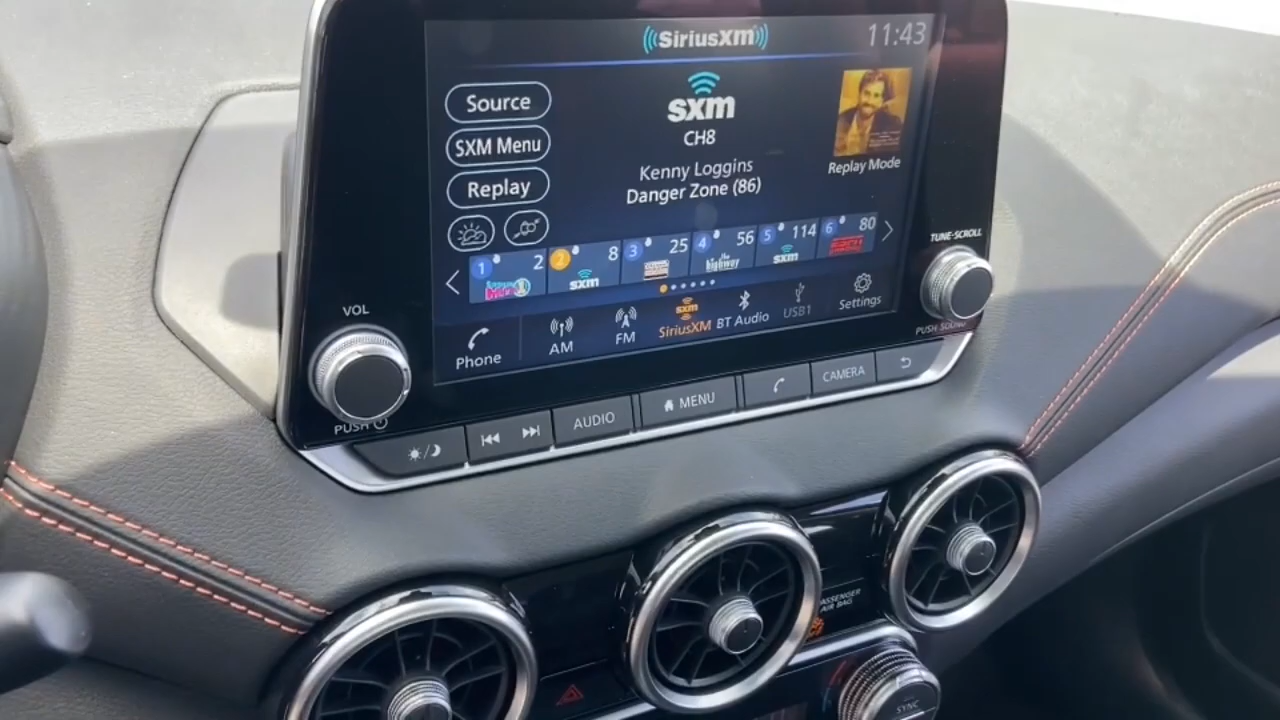 SiriusXM
11:43
Source
SXM Menu
Replay
sxm
CH8
Kenny Loggins
Danger Zone (86)
Replay Mode
1 2
2 8
sxm
3 25
4 56
highway
5 114
sxm
6 80
Phone
AM
FM
sxm
SiriusXM
BT Audio
USB1
Settings
VOL
PUSH
TUNE·SCROLL
PUSH SOUND
AUDIO
MENU
CAMERA
PASSENGER
AIR BAG
SYNC